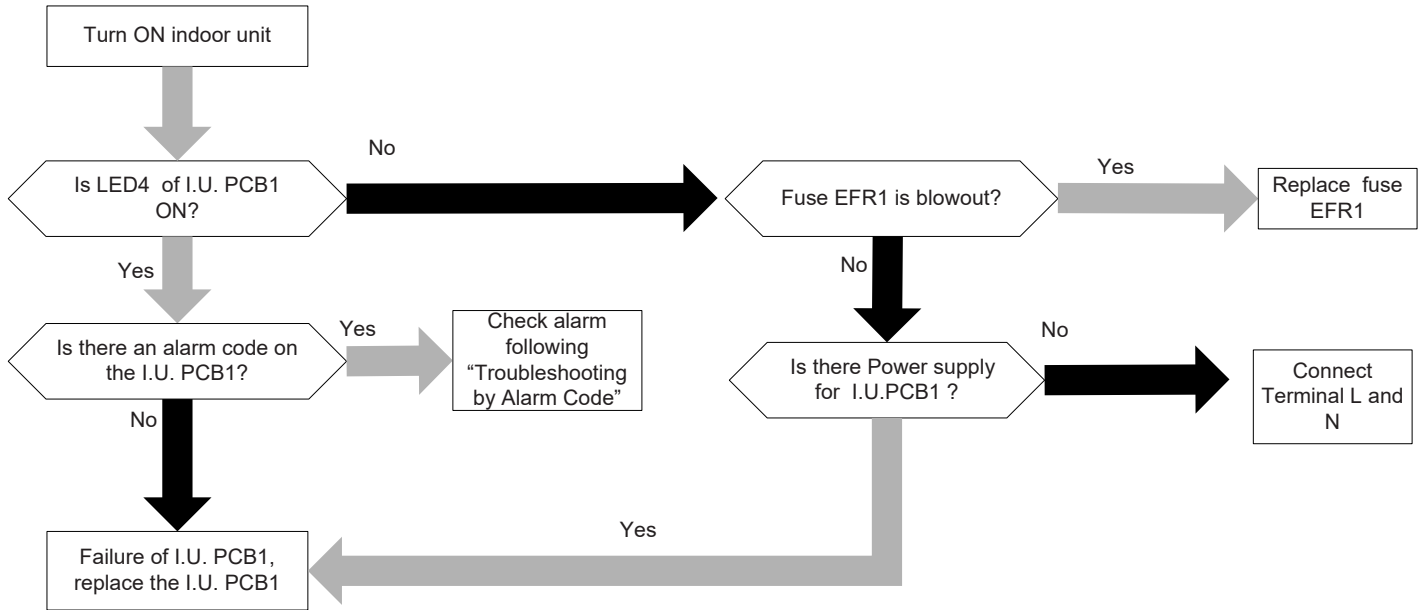 Turn ON indoor unit
No
Is LED4 of I.U. PCB1
ON?
Fuse EFR1 is blowout?
Yes
Replace fuse
EFR1
Yes
No
Is there an alarm code on
the I.U. PCB1?
Yes
Check alarm
following
“Troubleshooting
by Alarm Code”
Is there Power supply
for I.U.PCB1 ?
No
Connect
Terminal L and
N
No
Yes
Failure of I.U. PCB1,
replace the I.U. PCB1